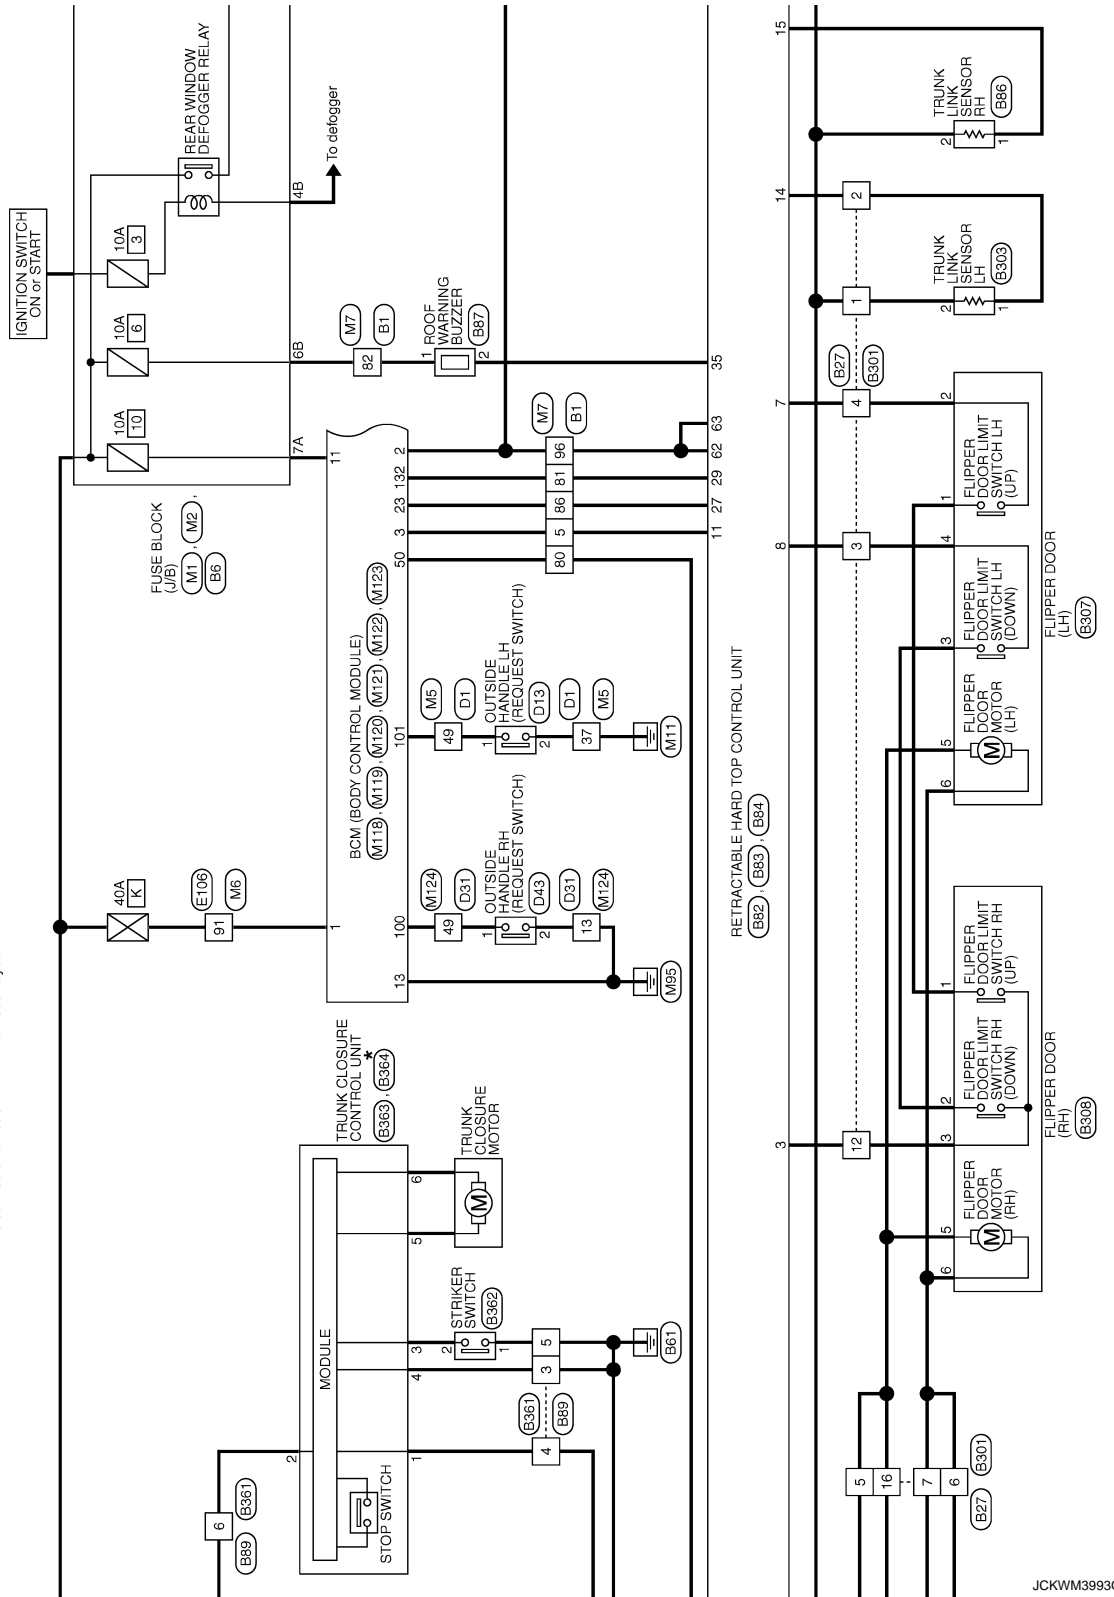 IGNITION SWITCH
ON or START
10A
3
10A
6
10A
10
REAR WINDOW
DEFOGGER RELAY
4B
To defogger
6B
7A
FUSE BLOCK
(J/B)
M1 , M2 ,
B6
M7
B1
82
1
ROOF
WARNING
BUZZER
B87
2
35
40A
K
E106
M6
91
1
11
BCM (BODY CONTROL MODULE)
M118 , M119 , M120 , M121 , M122 , M123
13
100
101
50
3
23
132
2
M7
B1
80
5
86
81
96
11
27
29
62
63
M5
D1
49
1
OUTSIDE
HANDLE LH
(REQUEST SWITCH)
D13
2
D1
M5
37
M11
M124
D31
49
1
OUTSIDE
HANDLE RH
(REQUEST SWITCH)
D43
2
D31
M124
13
M95
TRUNK CLOSURE
CONTROL UNIT
*
B363 , B364
MODULE
STOP SWITCH
B89
B361
6
2
1
4
3
5
6
TRUNK
CLOSURE
MOTOR
M
STRIKER
SWITCH
B362
2
1
B361
B89
4
3
5
B61
RETRACTABLE HARD TOP CONTROL UNIT
B82 , B83 , B84
3
8
7
14
15
12
3
4
1
2
B27
B301
TRUNK
LINK
SENSOR
RH
B86
2
1
TRUNK
LINK
SENSOR
LH
B303
2
1
FLIPPER
DOOR LIMIT
SWITCH LH
(UP)
FLIPPER
DOOR LIMIT
SWITCH LH
(DOWN)
FLIPPER
DOOR
MOTOR
(LH)
M
6
5
3
4
1
2
FLIPPER DOOR
(LH)
B307
FLIPPER
DOOR LIMIT
SWITCH RH
(UP)
FLIPPER
DOOR LIMIT
SWITCH RH
(DOWN)
FLIPPER
DOOR
MOTOR
(RH)
M
6
5
3
2
1
FLIPPER DOOR
(RH)
B308
5
16
7
6
B27
B301